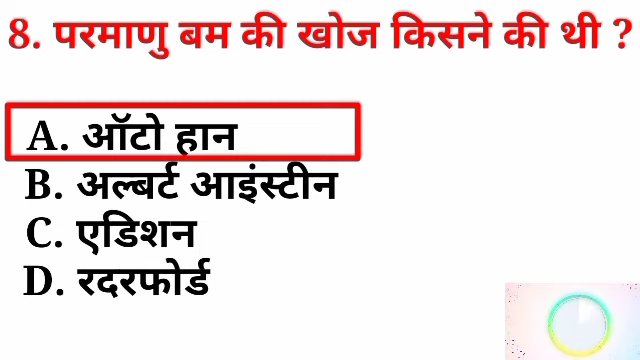 8. परमाणु बम की खोज किसने की थी ?
A. ऑटो हान
B. अल्बर्ट आइंस्टीन
C. एडिशन
D. रदरफोर्ड